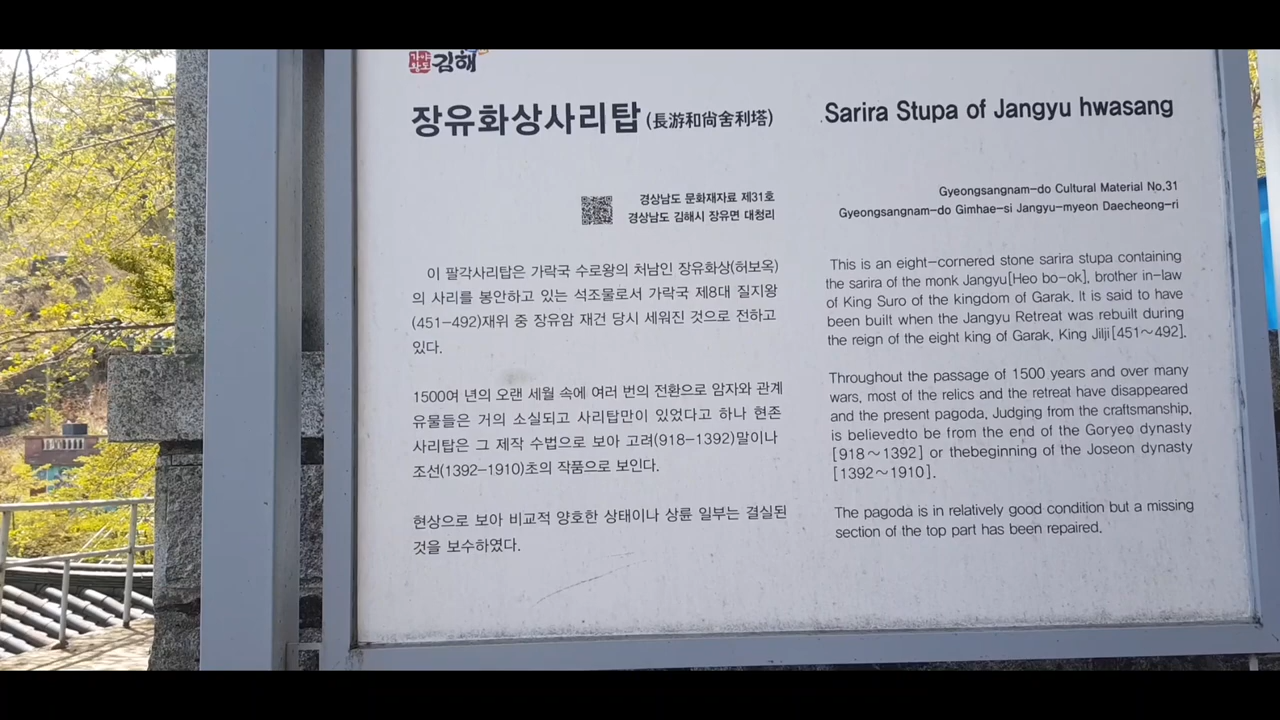 가야왕도 김해
장유화상사리탑 (長游和尙舍利塔)
경상남도 문화재자료 제31호
경상남도 김해시 장유면 대청리
이 팔각사리탑은 가락국 수로왕의 처남인 장유화상(허보옥)
의 사리를 봉안하고 있는 석조물로서 가락국 제8대 질지왕
(451-492)재위 중 장유암 재건 당시 세워진 것으로 전하고
있다.
1500여 년의 오랜 세월 속에 여러 번의 전환으로 암자와 관계
유물들은 거의 소실되고 사리탑만이 있었다고 하나 현존
사리탑은 그 제작 수법으로 보아 고려(918-1392)말이나
조선(1392-1910)초의 작품으로 보인다.
현상으로 보아 비교적 양호한 상태이나 상륜 일부는 결실된
것을 보수하였다.
Sarira Stupa of Jangyu hwasang
Gyeongsangnam-do Cultural Material No.31
Gyeongsangnam-do Gimhae-si Jangyu-myeon Daecheong-ri
This is an eight-cornered stone sarira stupa containing
the sarira of the monk Jangyu[Heo bo-ok], brother in-law
of King Suro of the kingdom of Garak. It is said to have
been built when the Jangyu Retreat was rebuilt during
the reign of the eight king of Garak, King Jilji[451~492].
Throughout the passage of 1500 years and over many
wars, most of the relics and the retreat have disappeared
and the present pagoda, Judging from the craftsmanship,
is believedto be from the end of the Goryeo dynasty
[918~1392] or thebeginning of the Joseon dynasty
[1392~1910].
The pagoda is in relatively good condition but a missing
section of the top part has been repaired.